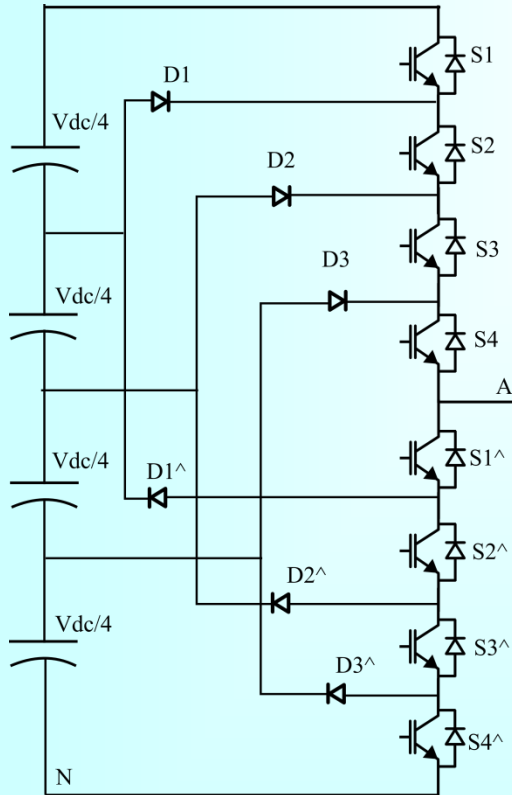 S1
D1
Vdc/4
S2
D2
S3
D3
Vdc/4
S4
A
Vdc/4
D1^
S1^
S2^
D2^
Vdc/4
S3^
D3^
S4^
N